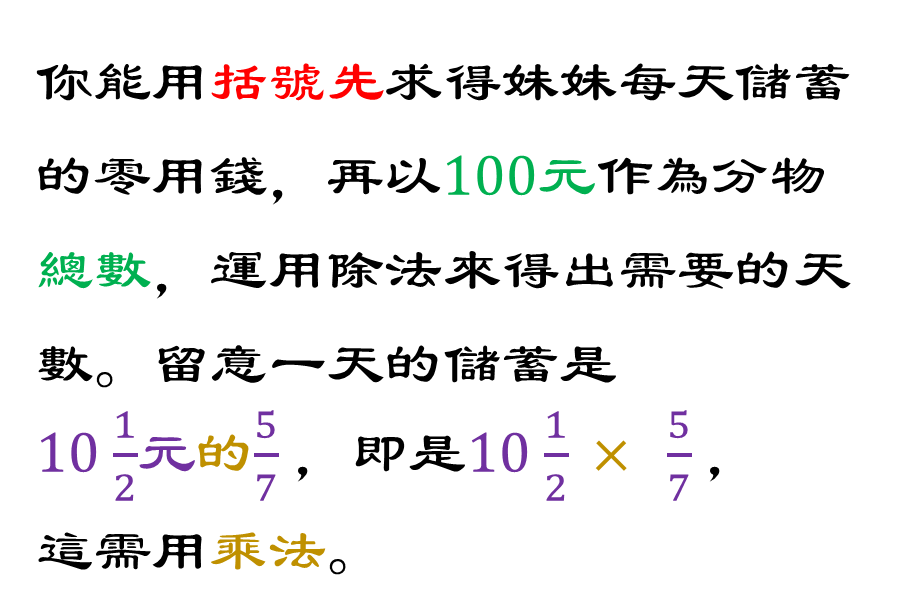 你能用括號先求得妹妹每天儲蓄
的零用錢，再以100元作為分物
總數，運用除法來得出需要的天
數。留意一天的儲蓄是
10 1/2 元的 5/7 ，即是10 1/2 × 5/7 ，
這需用乘法。